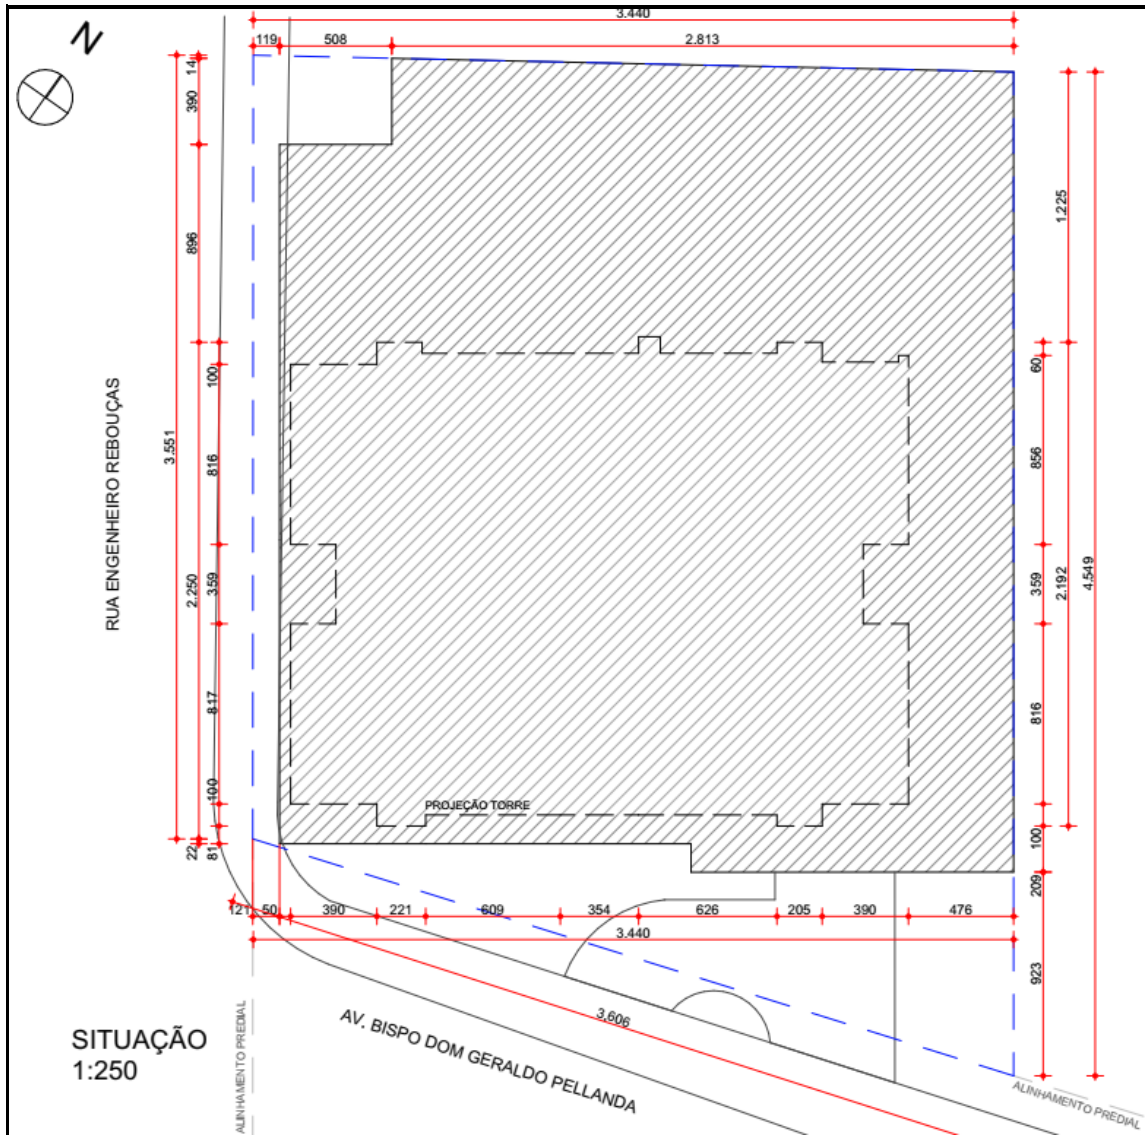 3.440
119 508 2.813
N
14
390
896
100
816
3.551
2.250
359
817
100
22
81
RUA ENGENHEIRO REBOUÇAS
1.225
60
856
359
2.192
4.549
816
100
209
923
PROJEÇÃO TORRE
121 50 390 221 609 354 626 205 390 476
3.440
3.606
AV. BISPO DOM GERALDO PELLANDA
SITUAÇÃO
1:250
ALINHAMENTO PREDIAL
ALINHAMENTO PREDIAL